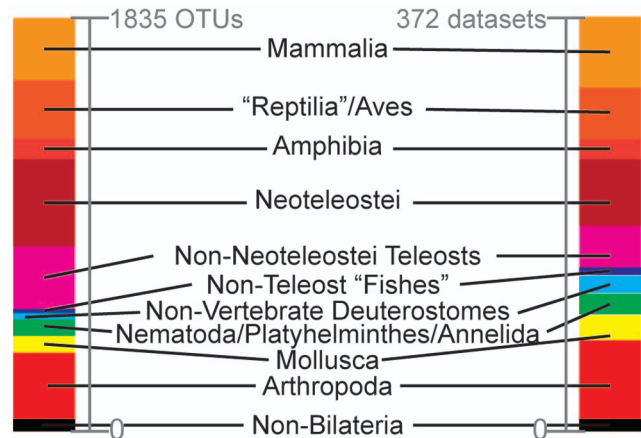 1835 OTUs 372 datasets
Mammalia
“Reptilia”/Aves
Amphibia
Neoteleostei
Non-Neoteleostei Teleosts
Non-Teleost “Fishes”
Non-Vertebrate Deuterostomes
Nematoda/Platyhelminthes/Annelida
Mollusca
Arthropoda
0 Non-Bilateria 0